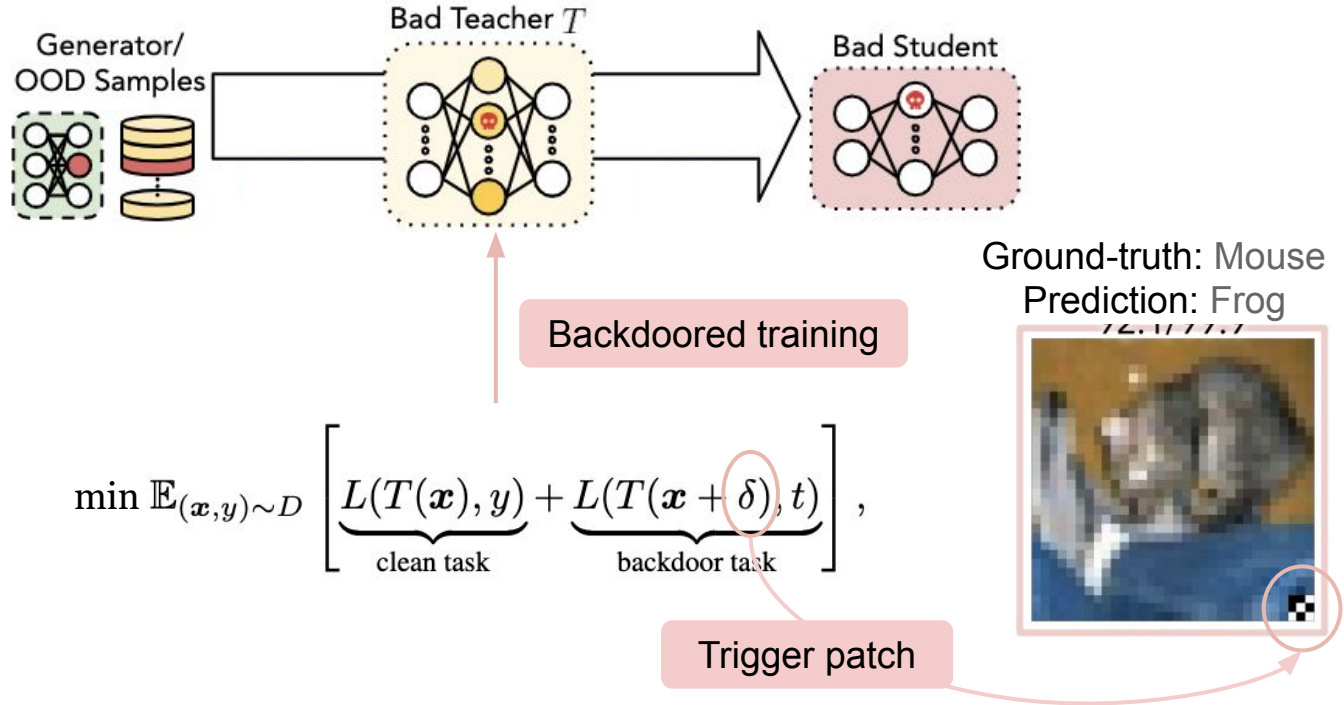 Generator/
OOD Samples
Bad Teacher T
Bad Student
Ground-truth: Mouse
Prediction: Frog
Backdoored training
min 𝔼_{(x,y)∼D} [ L(T(x), y) + L(T(x + δ), t) ] ,
clean task
backdoor task
Trigger patch